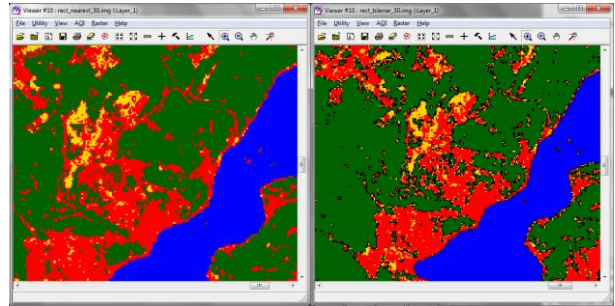 Viewer #10 : rect_nearest_30.img (:Layer_1)
File Utility View AOI Raster Help
Viewer #10 : rect_bilenar_30.img (:Layer_1)
File Utility View AOI Raster Help